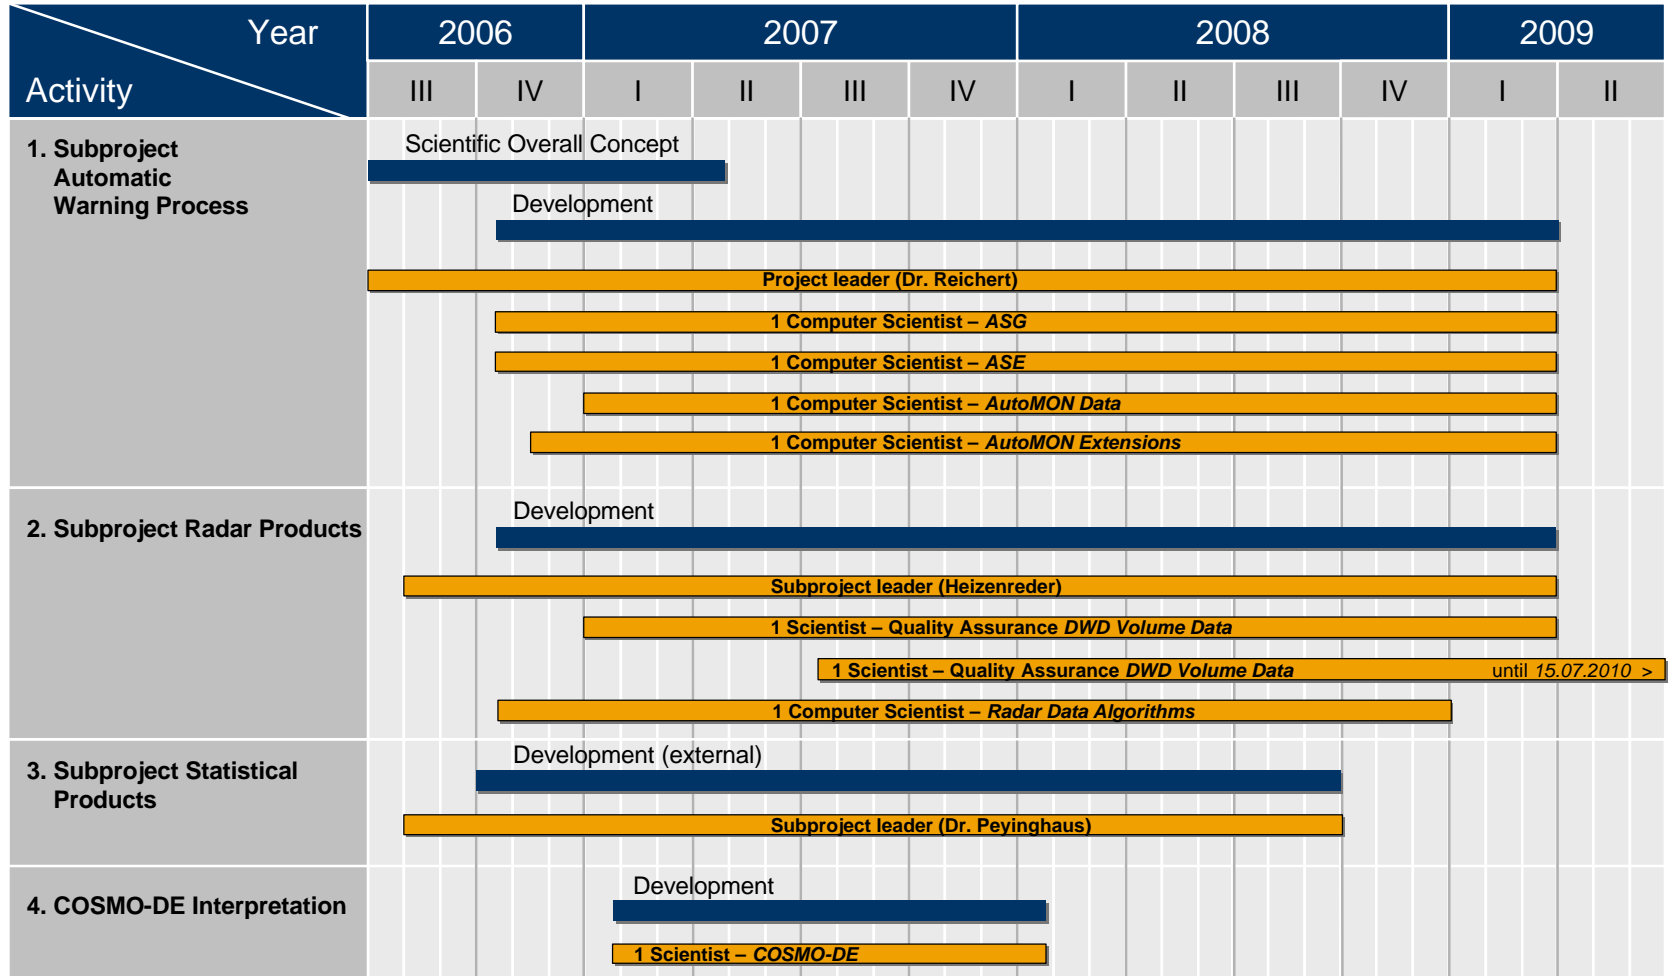 Year 2006 2007 2008 2009
Activity III IV I II III IV I II III IV I II
1. Subproject
Automatic
Warning Process
Scientific Overall Concept
Development
Project leader (Dr. Reichert)
1 Computer Scientist – ASG
1 Computer Scientist – ASE
1 Computer Scientist – AutoMON Data
1 Computer Scientist – AutoMON Extensions
2. Subproject Radar Products
Development
Subproject leader (Heizenreder)
1 Scientist – Quality Assurance DWD Volume Data
1 Scientist – Quality Assurance DWD Volume Data until 15.07.2010 >
1 Computer Scientist – Radar Data Algorithms
3. Subproject Statistical
Products
Development (external)
Subproject leader (Dr. Peyinghaus)
4. COSMO-DE Interpretation
Development
1 Scientist – COSMO-DE